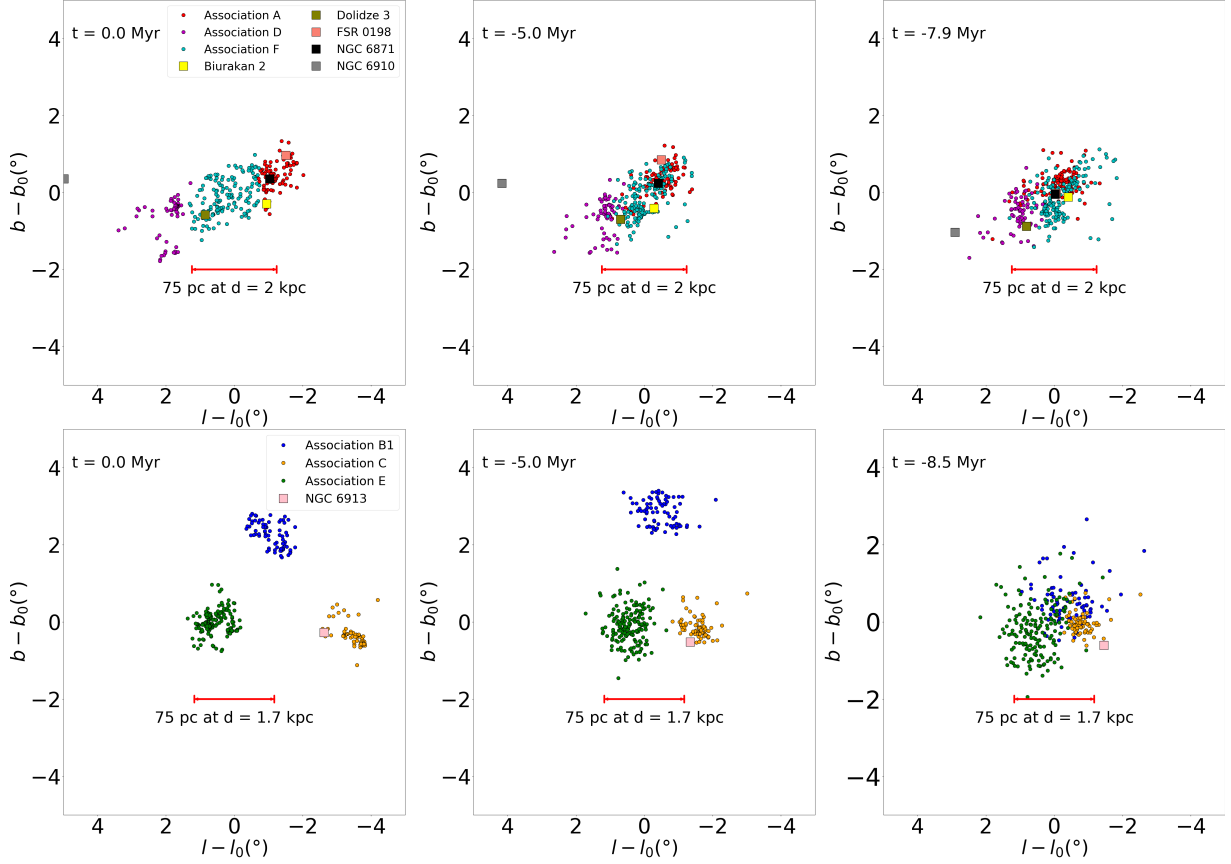 t = 0.0 Myr
Association A
Association D
Association F
Biurakan 2
Dolidze 3
FSR 0198
NGC 6871
NGC 6910
b − b₀(°)
4
2
0
−2
−4
75 pc at d = 2 kpc
4 2 0 −2 −4
l − l₀(°)
t = -5.0 Myr
b − b₀(°)
4
2
0
−2
−4
75 pc at d = 2 kpc
4 2 0 −2 −4
l − l₀(°)
t = -7.9 Myr
b − b₀(°)
4
2
0
−2
−4
75 pc at d = 2 kpc
4 2 0 −2 −4
l − l₀(°)
t = 0.0 Myr
Association B1
Association C
Association E
NGC 6913
b − b₀(°)
4
2
0
−2
−4
75 pc at d = 1.7 kpc
4 2 0 −2 −4
l − l₀(°)
t = -5.0 Myr
b − b₀(°)
4
2
0
−2
−4
75 pc at d = 1.7 kpc
4 2 0 −2 −4
l − l₀(°)
t = -8.5 Myr
b − b₀(°)
4
2
0
−2
−4
75 pc at d = 1.7 kpc
4 2 0 −2 −4
l − l₀(°)